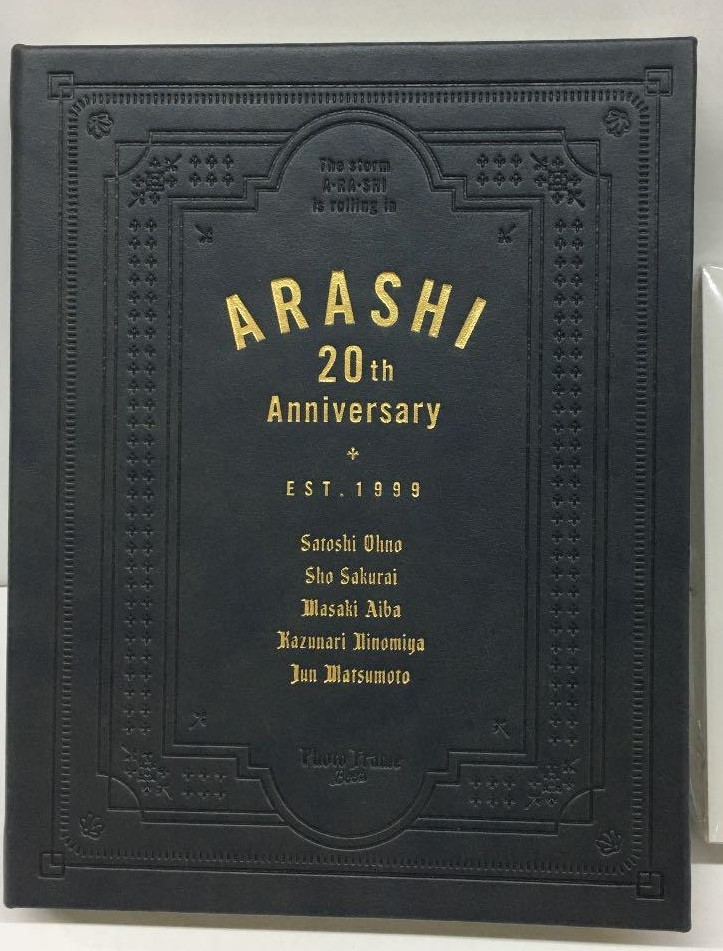 The storm
A·RA·SHI
is rolling in
ARASHI
20th
Anniversary
EST.1999
Satoshi Ohno
Sho Sakurai
Masaki Aiba
Kazunari Ninomiya
Jun Matsumoto
Photo Frame
Book